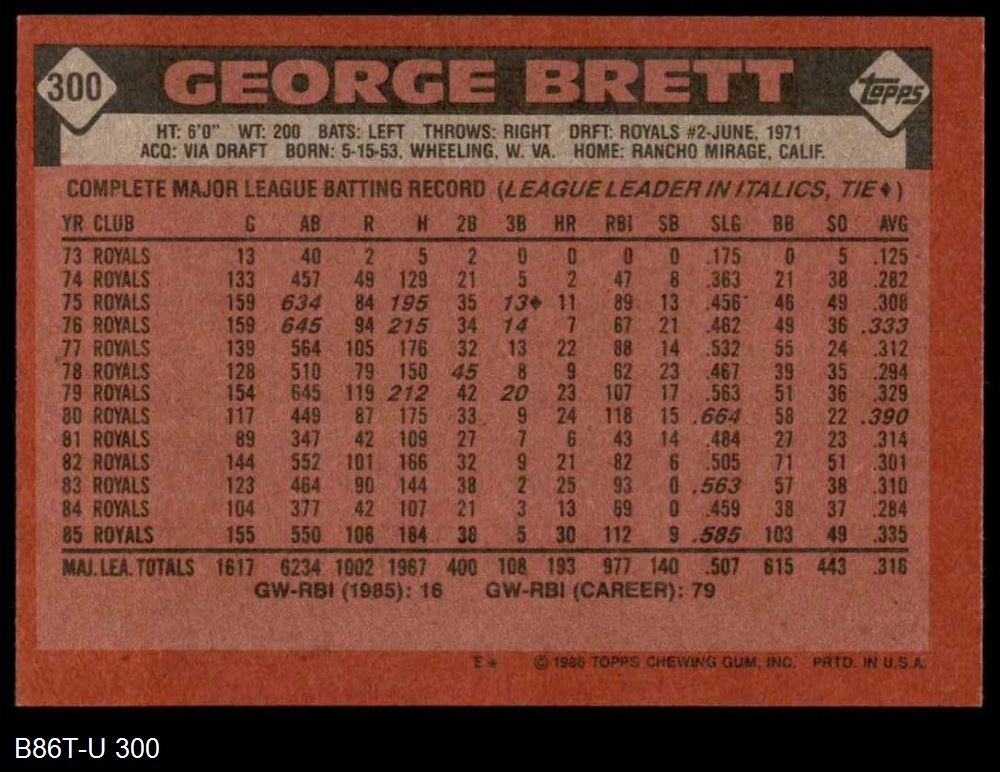 300 GEORGE BRETT TOPPS
HT: 6'0" WT: 200 BATS: LEFT THROWS: RIGHT DRFT: ROYALS #2-JUNE, 1971
ACQ: VIA DRAFT BORN: 5-15-53, WHEELING, W. VA. HOME: RANCHO MIRAGE, CALIF.
COMPLETE MAJOR LEAGUE BATTING RECORD (LEAGUE LEADER IN ITALICS, TIE♦)
YR CLUB G AB R H 2B 3B HR RBI SB SLG BB SO AVG
73 ROYALS 13 40 2 5 2 0 0 0 0 .175 0 5 .125
74 ROYALS 133 457 49 129 21 5 2 47 8 .363 21 38 .282
75 ROYALS 159 634 84 195 35 13♦ 11 89 13 .456 46 49 .308
76 ROYALS 159 645 94 215 34 14 7 67 21 .462 49 36 .333
77 ROYALS 139 564 105 176 32 13 22 88 14 .532 55 24 .312
78 ROYALS 128 510 79 150 45 8 9 62 23 .467 39 35 .294
79 ROYALS 154 645 119 212 42 20 23 107 17 .563 51 36 .329
80 ROYALS 117 449 87 175 33 9 24 118 15 .664 58 22 .390
81 ROYALS 89 347 42 109 27 7 6 43 14 .484 27 23 .314
82 ROYALS 144 552 101 166 32 9 21 82 6 .505 71 51 .301
83 ROYALS 123 464 90 144 38 2 25 93 0 .563 57 38 .310
84 ROYALS 104 377 42 107 21 3 13 69 0 .459 38 37 .284
85 ROYALS 155 550 108 184 38 5 30 112 9 .585 103 49 .335
MAJ. LEA. TOTALS 1617 6234 1002 1967 400 108 193 977 140 .507 615 443 .316
GW-RBI (1985): 16 GW-RBI (CAREER): 79
E* © 1986 TOPPS CHEWING GUM, INC. PRTD. IN U.S.A.
B86T-U 300